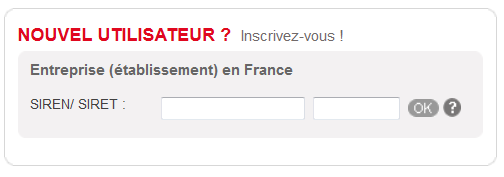 NOUVEL UTILISATEUR ? Inscrivez-vous !
Entreprise (établissement) en France
SIREN/ SIRET : OK ?